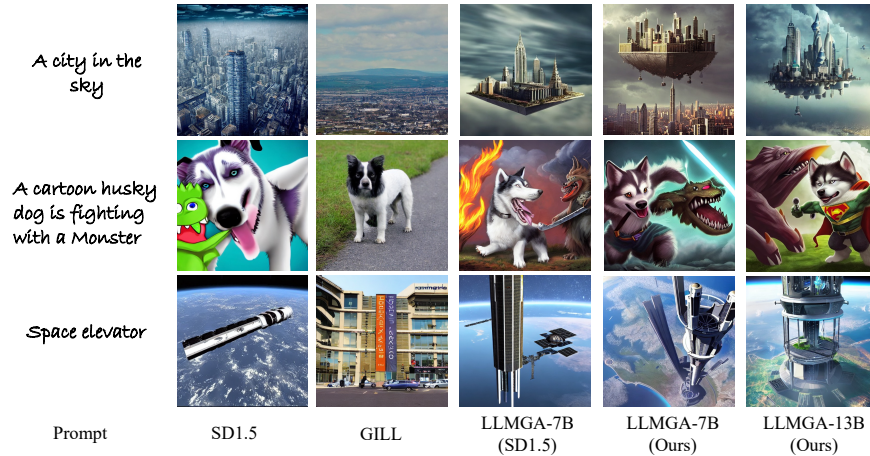 A city in the
sky
A cartoon husky
dog is fighting
with a Monster
Space elevator
Prompt
SD1.5
GILL
LLMGA-7B
(SD1.5)
LLMGA-7B
(Ours)
LLMGA-13B
(Ours)